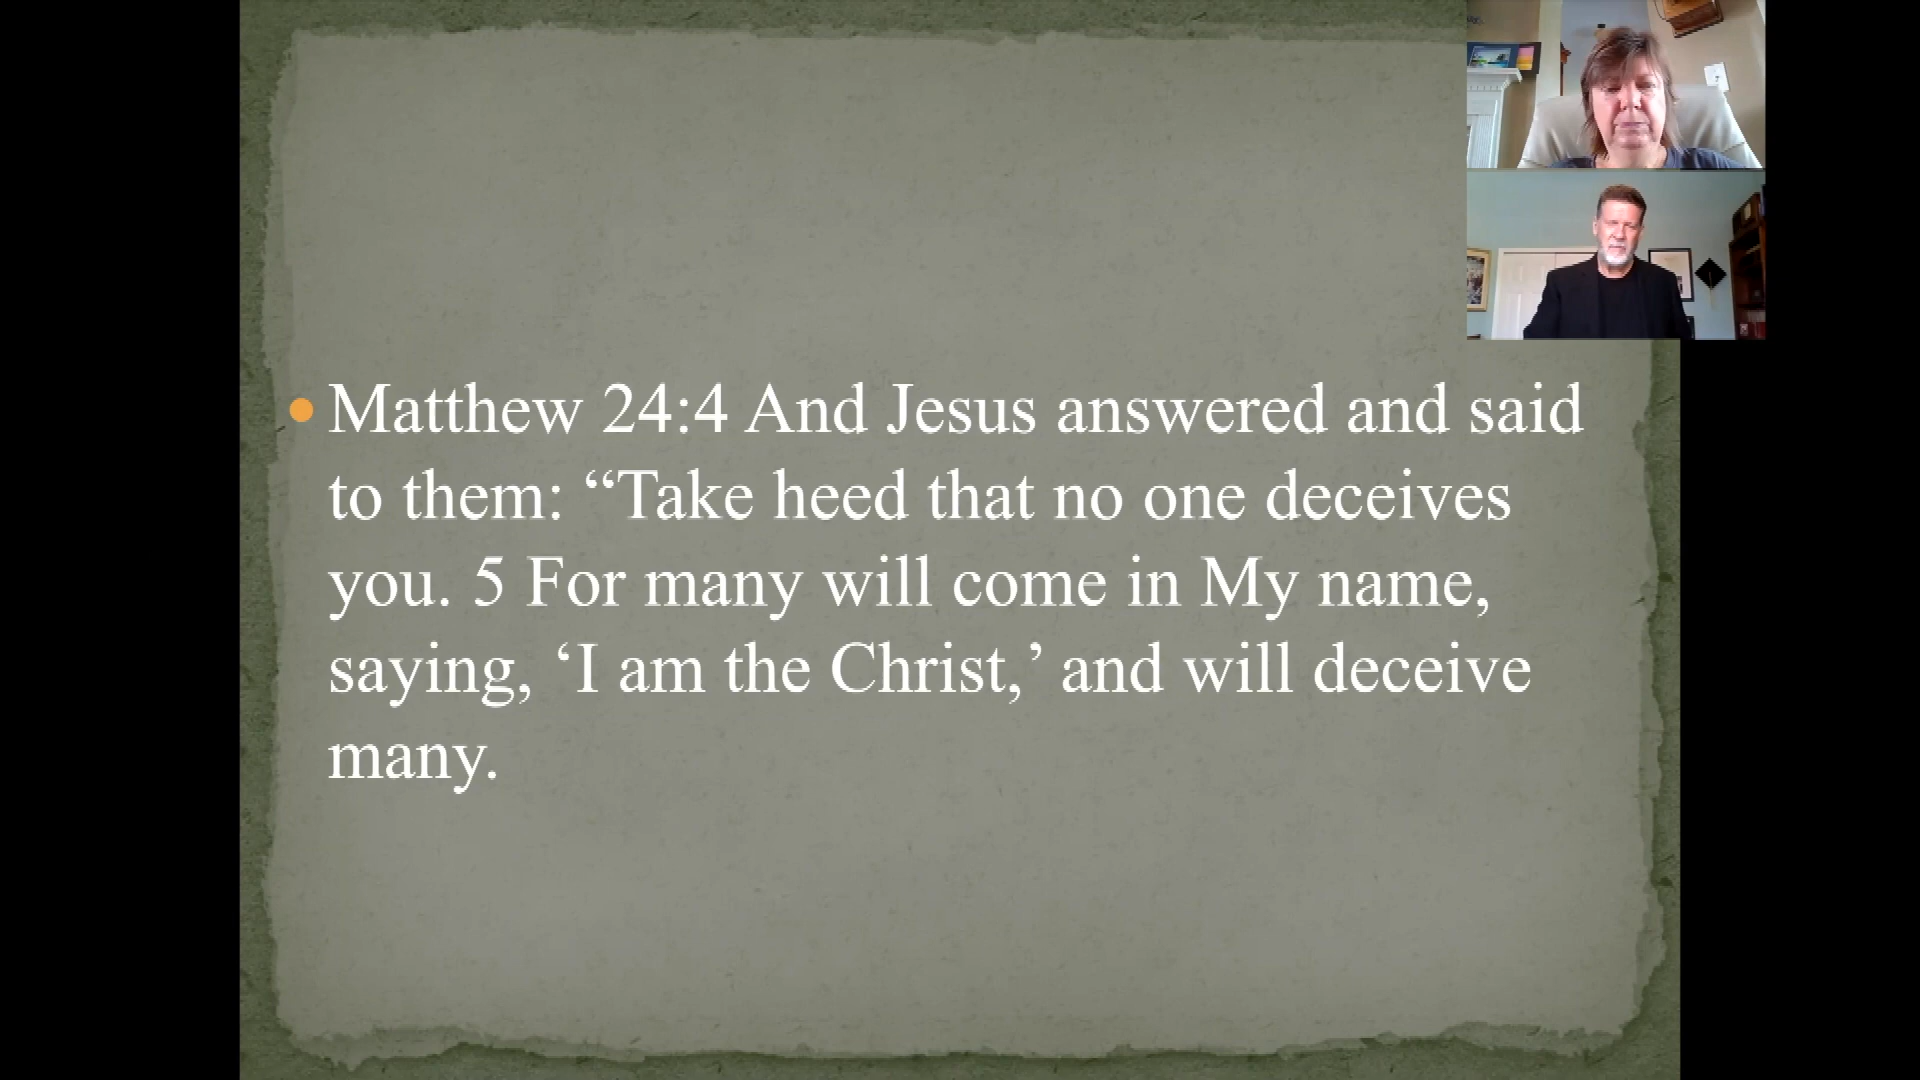 Matthew 24:4 And Jesus answered and said
to them: “Take heed that no one deceives
you. 5 For many will come in My name,
saying, ‘I am the Christ,’ and will deceive
many.